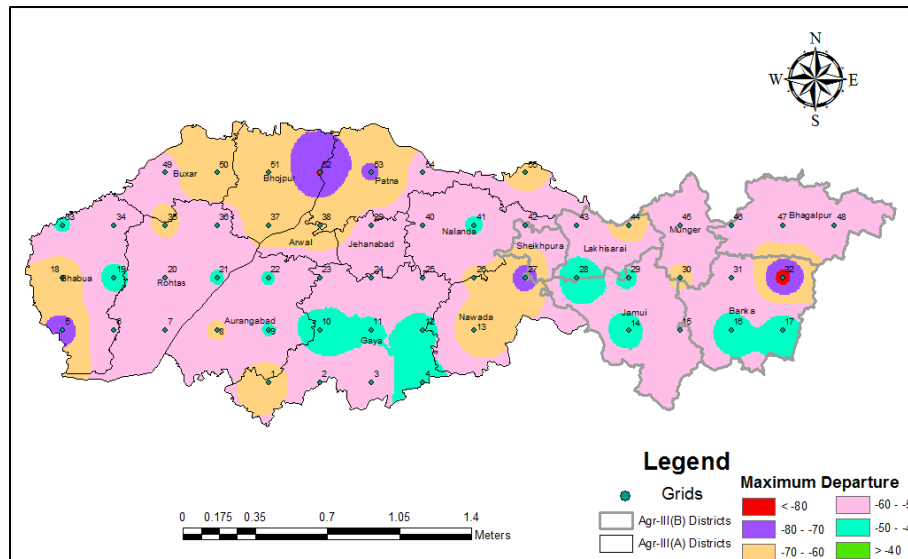 N
W E
S
49 50 51 52 53 54 55
Buxar Bhojpur Patna
33 34 35 36 37 38 39 40 41 42 43 44 45 46 47 48
Bhagalpur
Nalanda Munger
Arwal Jehanabad Sheikhpura Lakhisarai
18 19 20 21 22 23 24 25 26 27 28 29 30 31 32
Bhabua Rohtas
5 6 7 8 9 10 11 12 13 14 15 16 17
Aurangabad Gaya Nawada Jamui Banka
1 2 3 4
Legend
Grids
Agr-III(B) Districts
Agr-III(A) Districts
Maximum Departure
< -80
-80 - -70
-70 - -60
-60 - -5
-50 - -4
> -40
0 0.175 0.35 0.7 1.05 1.4
Meters